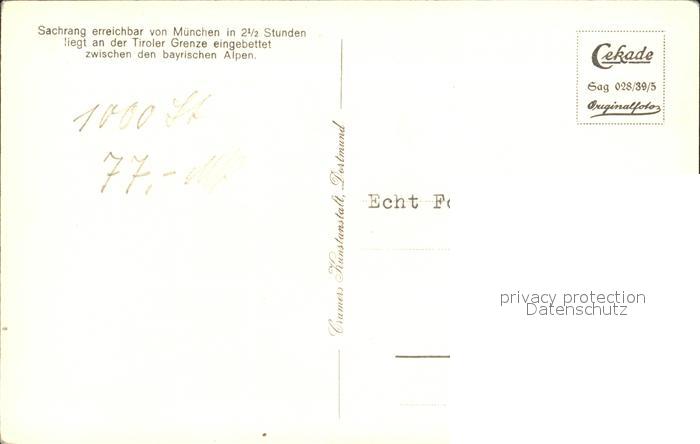 Sachrang erreichbar von München in 2½ Stunden
liegt an der Tiroler Grenze eingebettet
zwischen den bayrischen Alpen.
Cekade
Sag 028/39/5
Originalfoto
1000 St
77,-
Cramers Kunstanstalt, Dortmund
Echt
privacy protection
Datenschutz